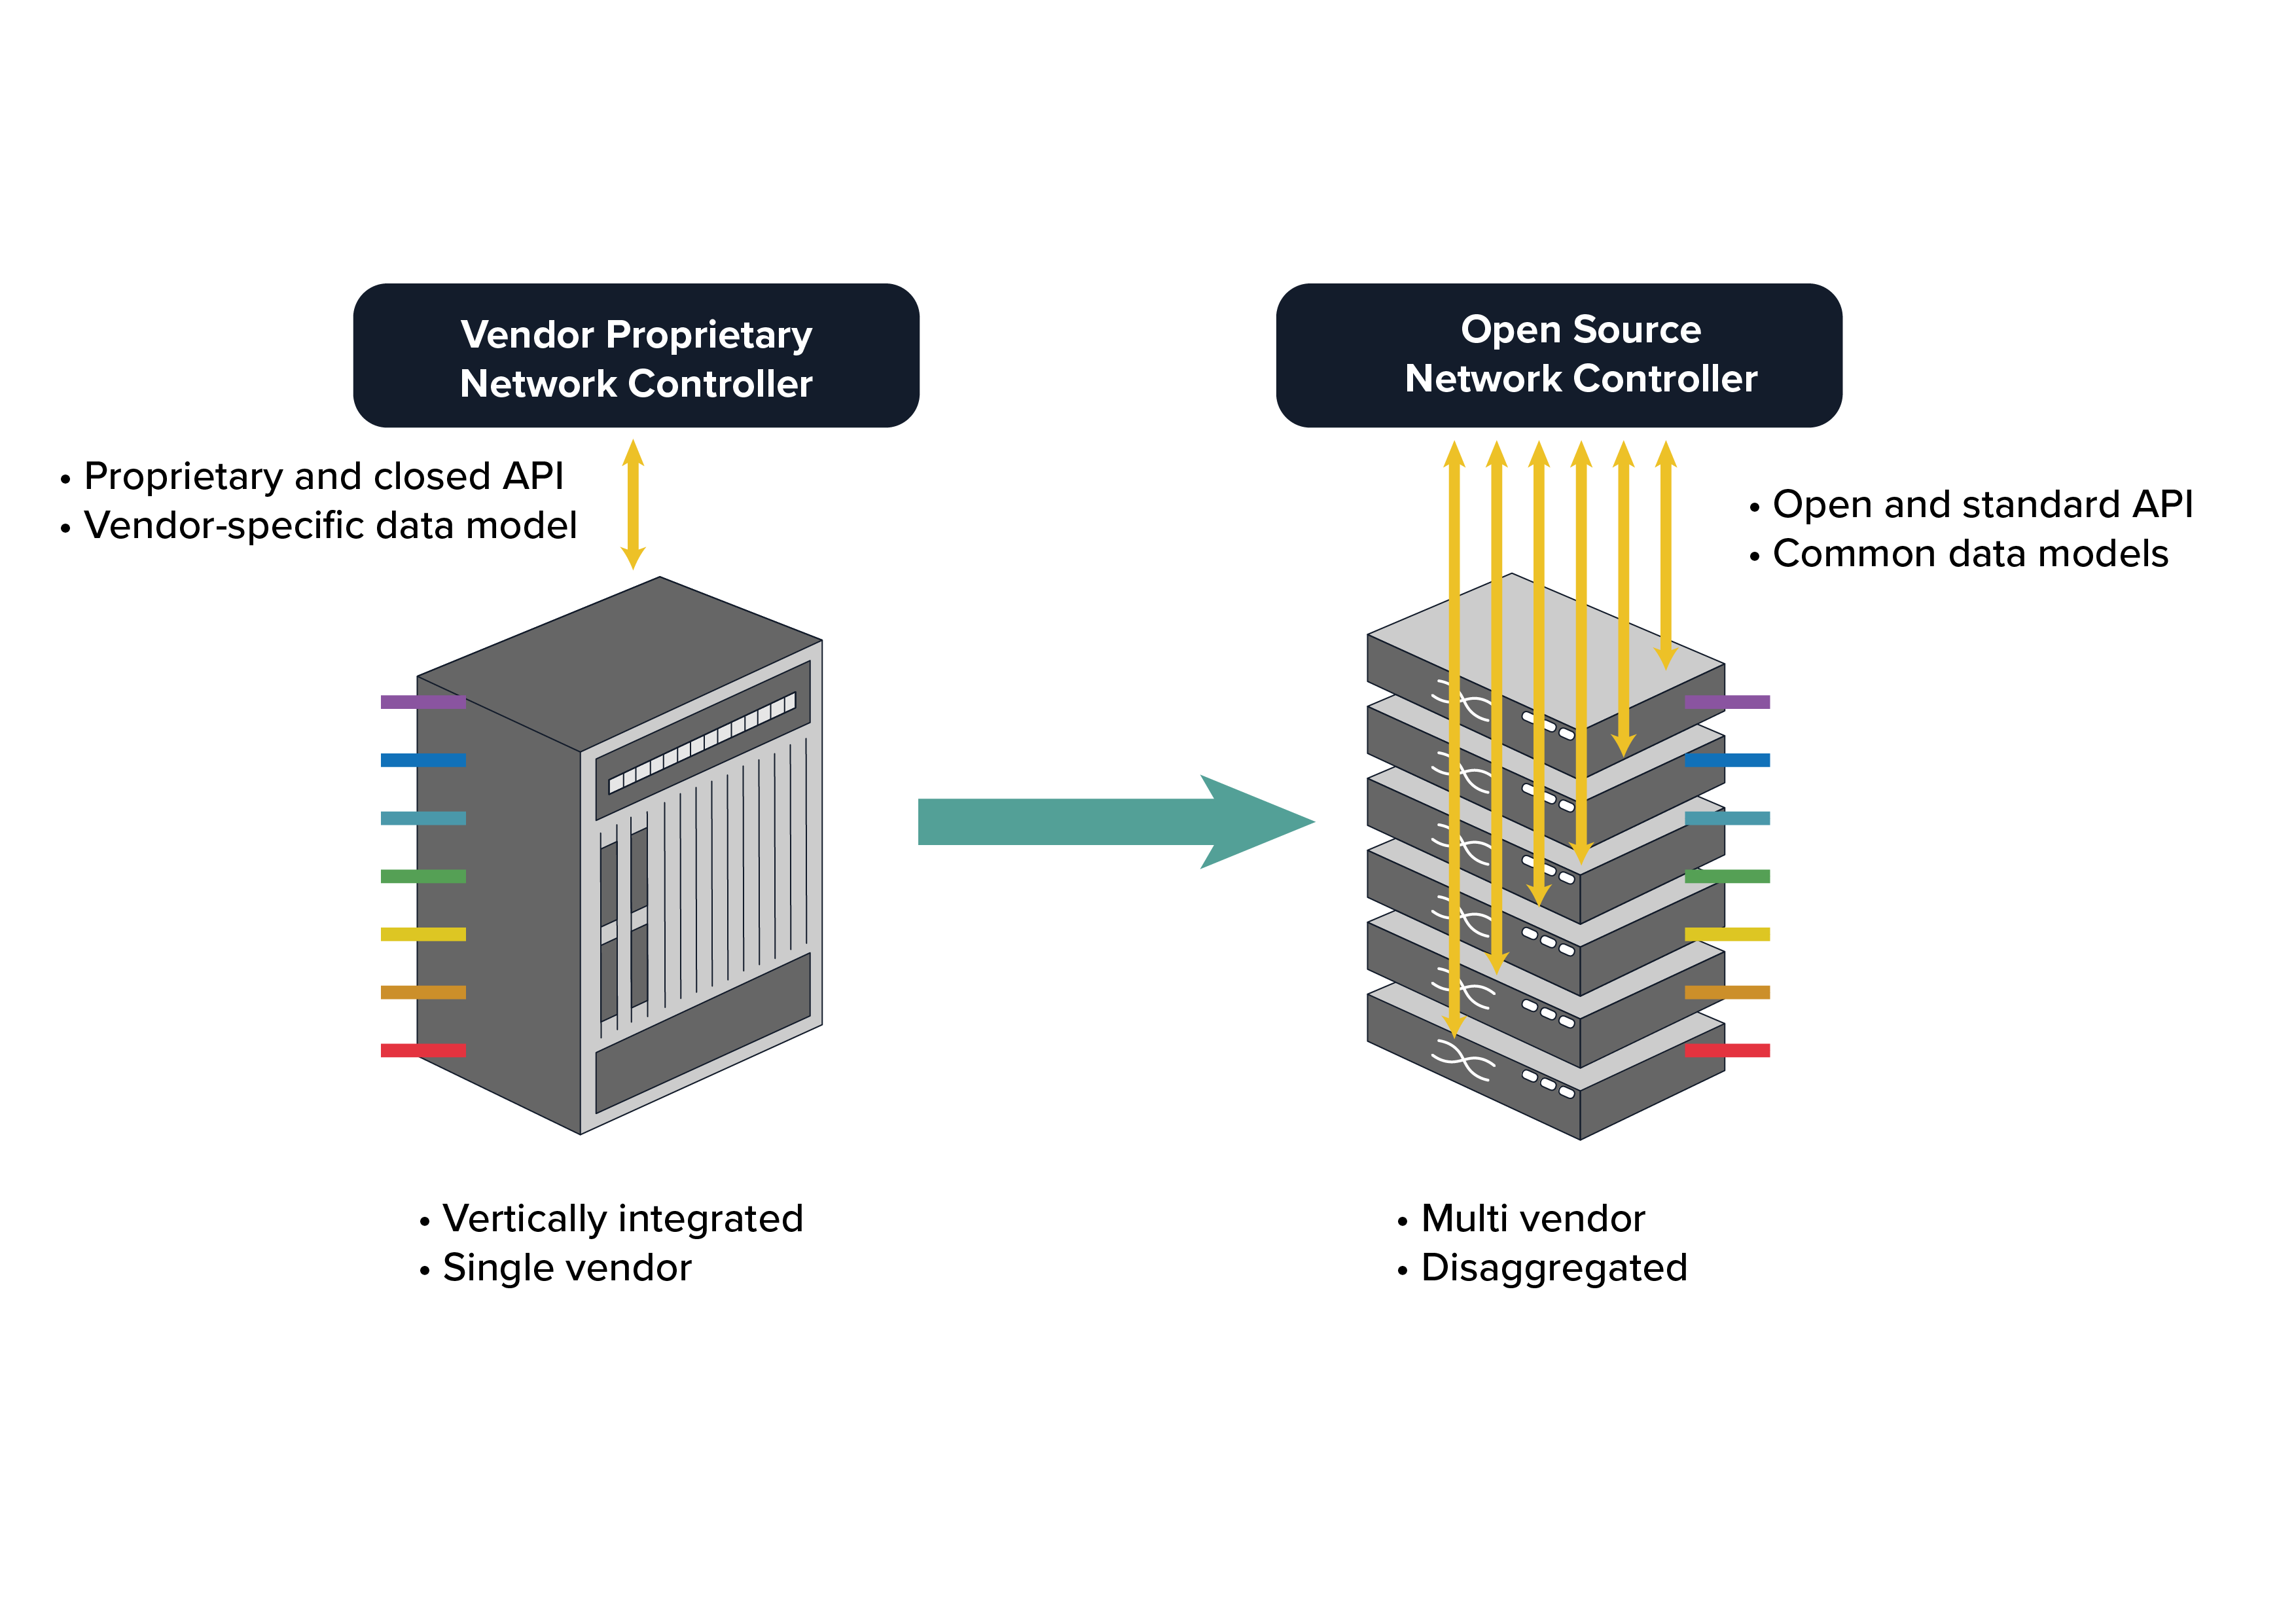 Vendor Proprietary
Network Controller
• Proprietary and closed API
• Vendor-specific data model
• Vertically integrated
• Single vendor
Open Source
Network Controller
• Open and standard API
• Common data models
• Multi vendor
• Disaggregated